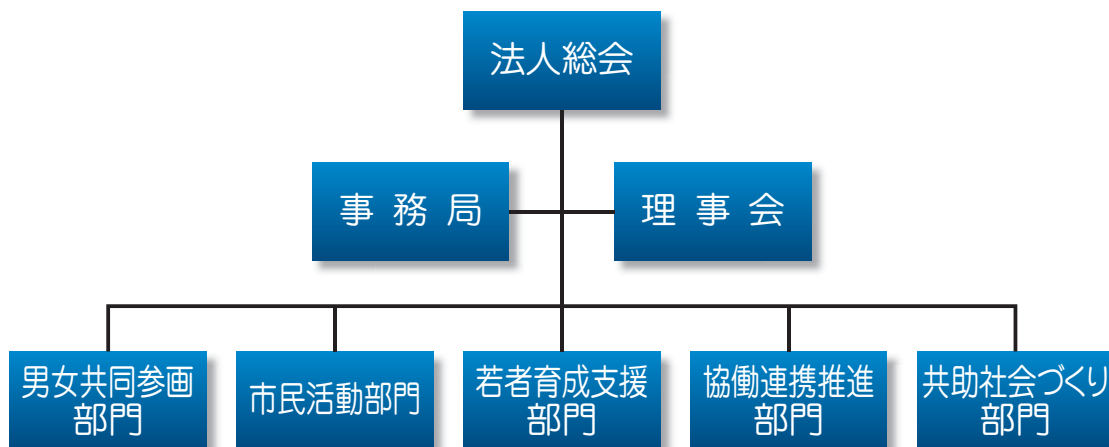 法人総会
事務局
理事会
男女共同参画
部門
市民活動部門
若者育成支援
部門
協働連携推進
部門
共助社会づくり
部門